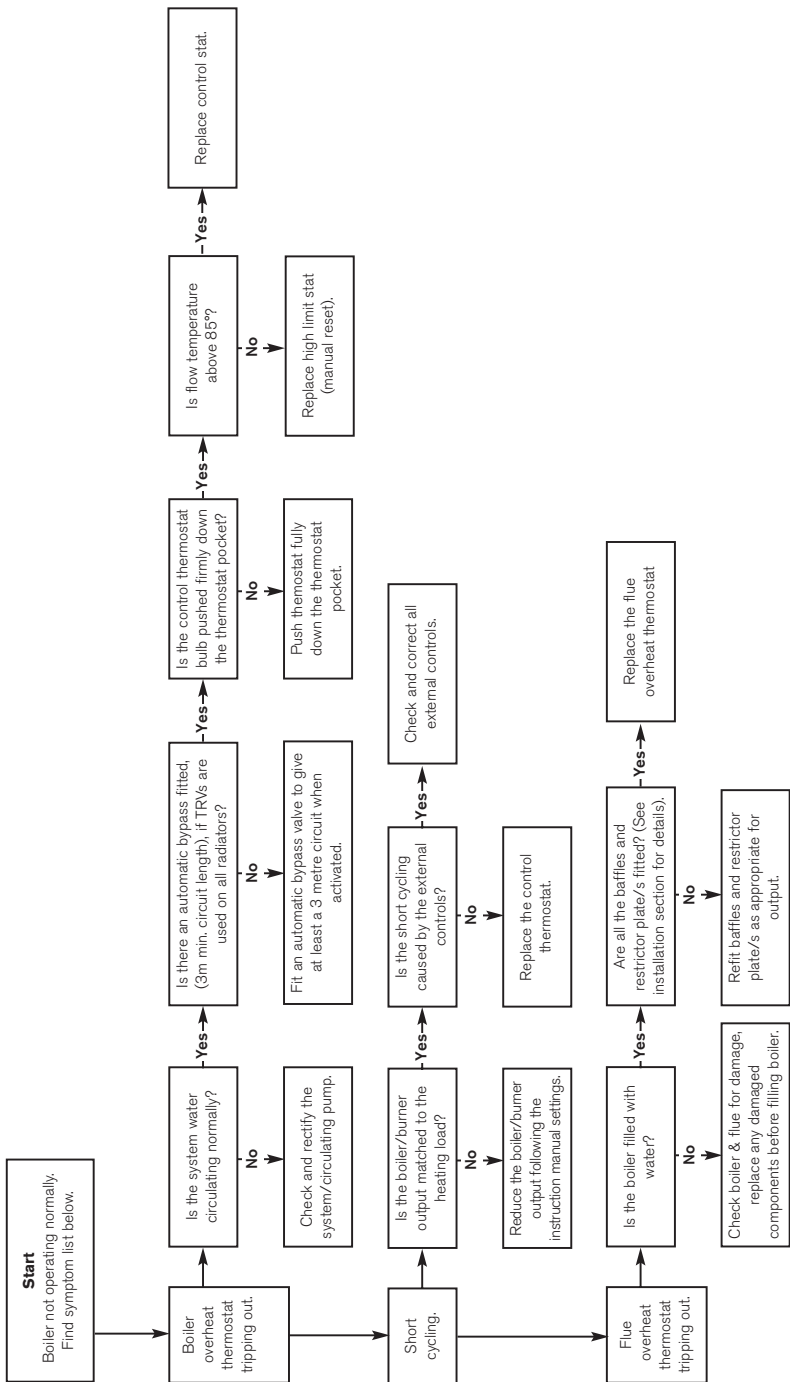 Start
Boiler not operating normally.
Find symptom list below.
Boiler
overheat
thermostat
tripping out.
Is the system water
circulating normally?
Yes
No
Check and rectify the
system/circulating pump.
Is there an automatic bypass fitted,
(3m min. circuit length), if TRVs are
used on all radiators?
Yes
No
Fit an automatic bypass valve to give
at least a 3 metre circuit when
activated.
Is the control thermostat
bulb pushed firmly down
the thermostat pocket?
Yes
No
Push themostat fully
down the thermostat
pocket.
Is flow temperature
above 85°?
Yes
No
Replace high limit stat
(manual reset).
Replace control stat.
Short
cycling.
Is the boiler/burner
output matched to the
heating load?
Yes
No
Reduce the boiler/burner
output following the
instruction manual settings.
Is the short cycling
caused by the external
controls?
Yes
No
Replace the control
thermostat.
Check and correct all
external controls.
Flue
overheat
thermostat
tripping out.
Is the boiler filled with
water?
Yes
No
Check boiler & flue for damage,
replace any damaged
components before filling boiler.
Are all the baffles and
restrictor plate/s fitted? (See
installation section for details).
Yes
No
Refit baffles and restrictor
plate/s as appropriate for
output.
Replace the flue
overheat thermostat